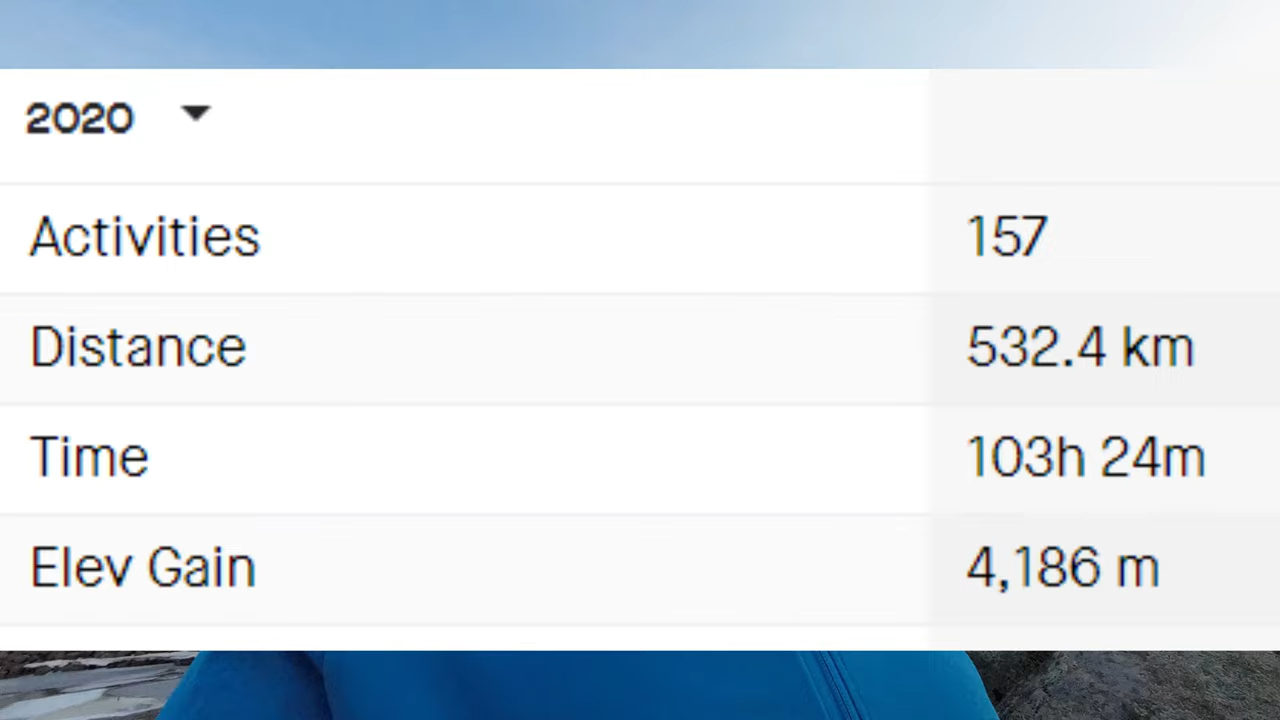 2020
Activities 157
Distance 532.4 km
Time 103h 24m
Elev Gain 4,186 m